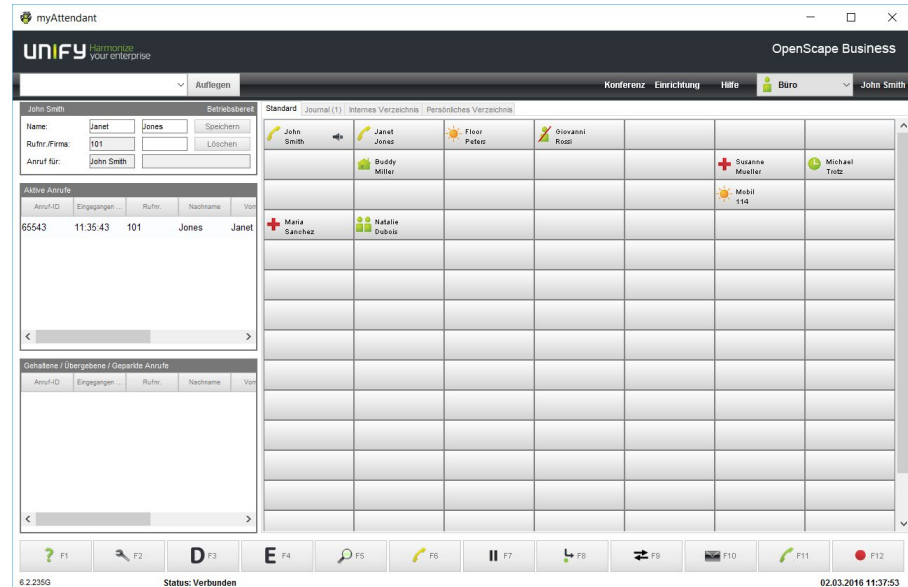 myAttendant
UNIFY Harmonize your enterprise
OpenScape Business
Auflegen
Konferenz Einrichtung Hilfe Büro John Smith
John Smith Betriebsbereit
Name: Janet Jones Speichern
Rufnr./Firma: 101 Löschen
Anruf für: John Smith
Aktive Anrufe
Anruf-ID Eingegangen ... Rufnr. Nachname Vorn
65543 11:35:43 101 Jones Janet
Gehaltene / Übergebene / Geparkte Anrufe
Anruf-ID Eingegangen ... Rufnr. Nachname Vorn
Standard Journal (1) Internes Verzeichnis Persönliches Verzeichnis
John Smith
Janet Jones
Floor Peters
Giovanni Rossi
Buddy Miller
Susanne Mueller
Michael Trotz
Mobil 114
Maria Sanchez
Natalie Dubois
? F1 F2 D F3 E F4 F5 F6 F7 F8 F9 F10 F11 F12
6.2.235G Status: Verbunden 02.03.2016 11:37:53